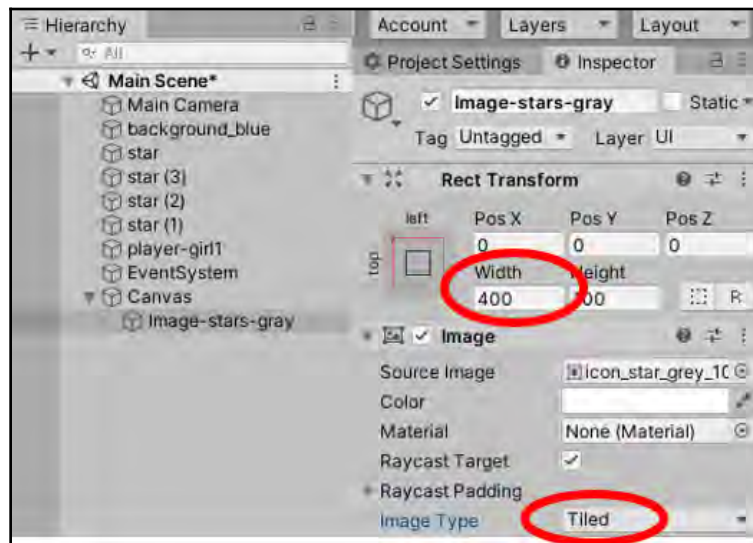 Hierarchy
All
Main Scene*
Main Camera
background_blue
star
star (3)
star (2)
star (1)
player-girl1
EventSystem
Canvas
Image-stars-gray
Account Layers Layout
Project Settings Inspector
Image-stars-gray Static
Tag Untagged Layer UI
Rect Transform
left Pos X Pos Y Pos Z
top 0 0 0
Width Height
400 100 R
Image
Source Image icon_star_grey_10
Color
Material None (Material)
Raycast Target
Raycast Padding
Image Type Tiled